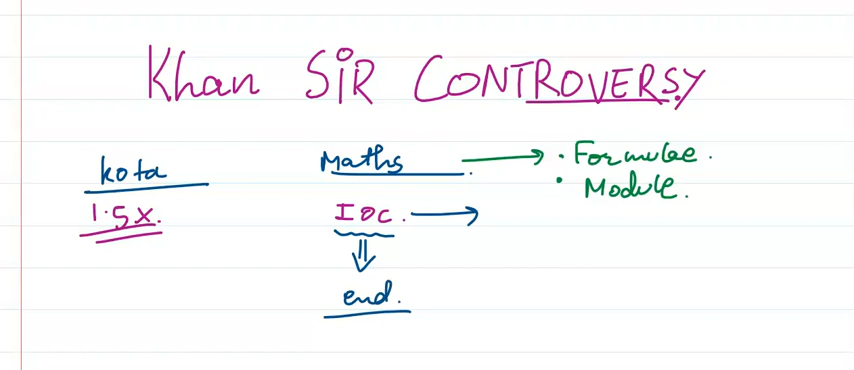 Khan SIR CONTROVERSY
kota Maths → • Formulae.
• Module.
1.5x. IOC. →
⇓
end.